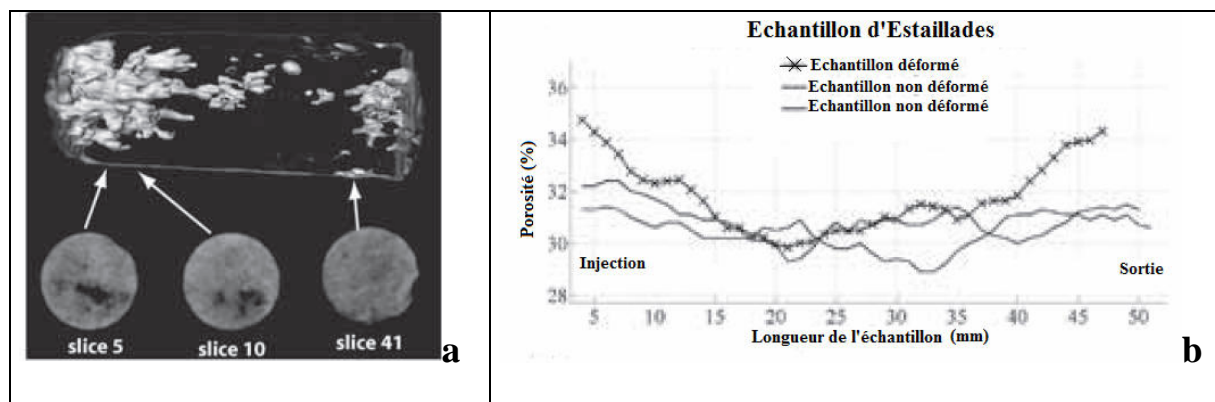 slice 5
slice 10
slice 41
a
Echantillon d'Estaillades
Echantillon déformé
Echantillon non déformé
Echantillon non déformé
Porosité (%)
36
34
32
30
28
Injection
Sortie
5 10 15 20 25 30 35 40 45 50
Longueur de l'échantillon (mm)
b